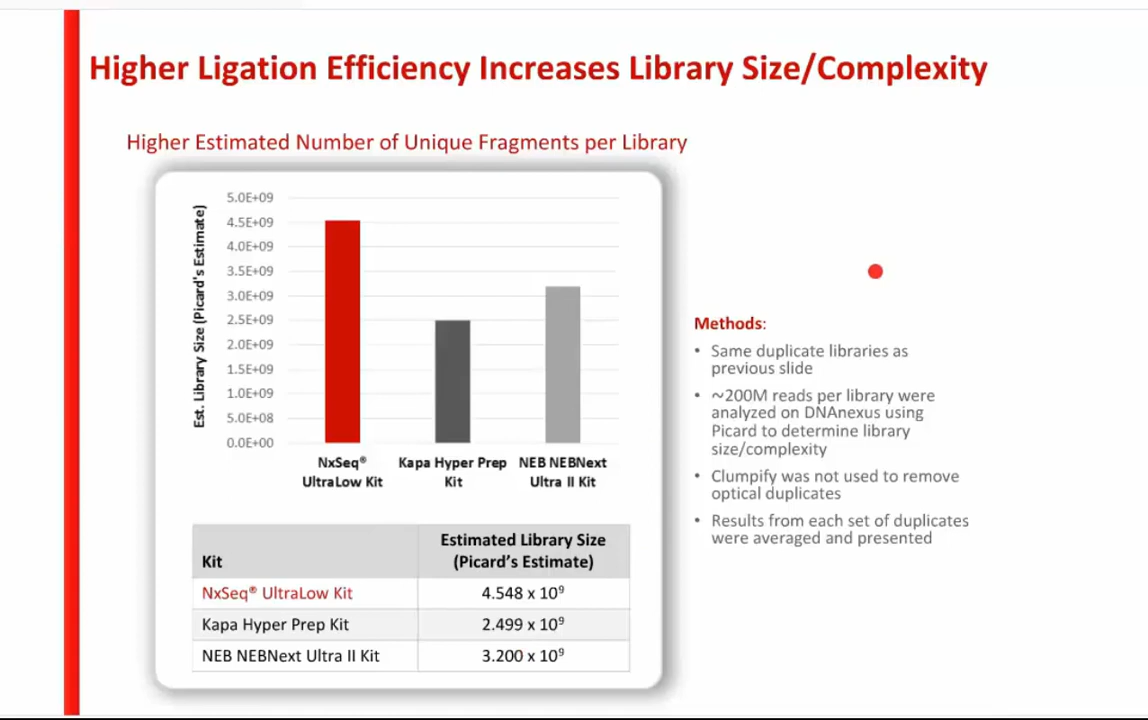 Higher Ligation Efficiency Increases Library Size/Complexity
Higher Estimated Number of Unique Fragments per Library
Est. Library Size (Picard's Estimate)
5.0E+09
4.5E+09
4.0E+09
3.5E+09
3.0E+09
2.5E+09
2.0E+09
1.5E+09
1.0E+09
5.0E+08
0.0E+00
NxSeq®
UltraLow Kit
Kapa Hyper Prep
Kit
NEB NEBNext
Ultra II Kit
Kit
Estimated Library Size
(Picard’s Estimate)
NxSeq® UltraLow Kit 4.548 x 10⁹
Kapa Hyper Prep Kit 2.499 x 10⁹
NEB NEBNext Ultra II Kit 3.200 x 10⁹
Methods:
• Same duplicate libraries as
previous slide
• ~200M reads per library were
analyzed on DNAnexus using
Picard to determine library
size/complexity
• Clumpify was not used to remove
optical duplicates
• Results from each set of duplicates
were averaged and presented